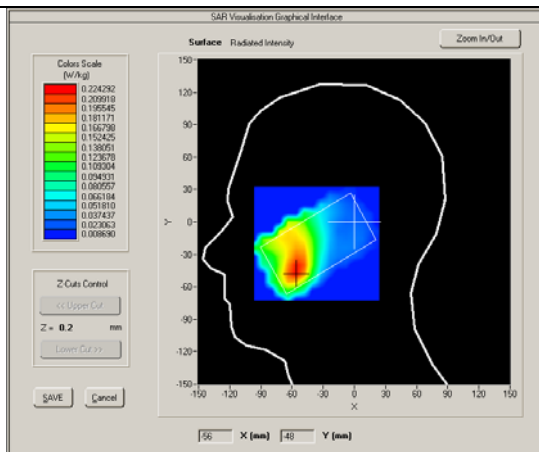 SAR Visualisation Graphical Interface
Surface Radiated Intensity
Zoom In/Out
Colors Scale
(W/kg)
0.224292
0.209918
0.195545
0.181171
0.166798
0.152425
0.138051
0.123678
0.109304
0.094931
0.080557
0.066184
0.051810
0.037437
0.023063
0.008690
Z-Cuts Control
<< Upper Cut
Z = 0.2 mm
Lower Cut >>
SAVE Cancel
150
120
90
60
30
0
-30
-60
-90
-120
-150
Y
-150 -120 -90 -60 -30 0 30 60 90 120 150
X
-56 X (mm) -48 Y (mm)